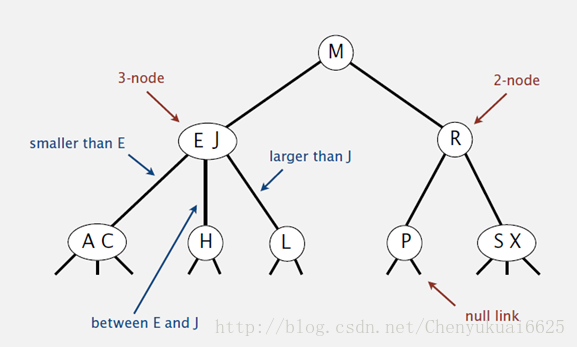 M
3-node
2-node
E J
R
smaller than E
larger than J
A C
H
L
P
S X
between E and J
null link
http://blog.csdn.net/Chenyukuai6625